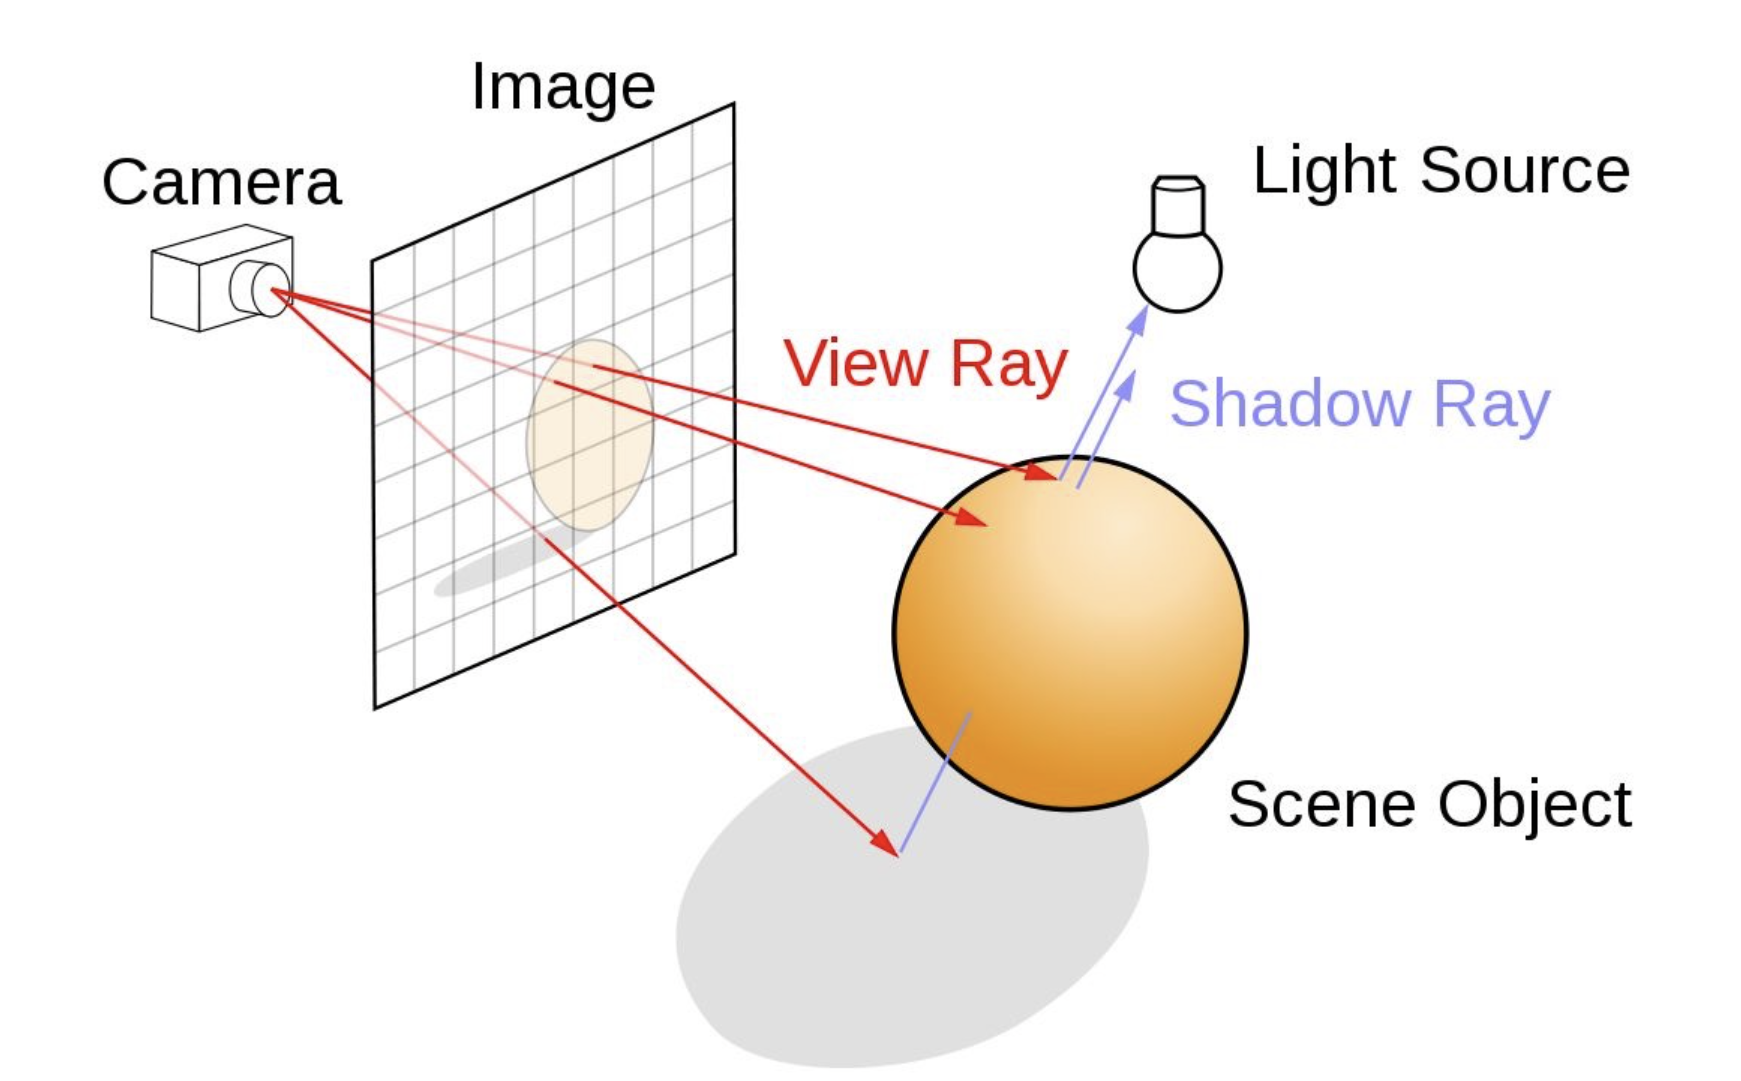 Image
Camera
Light Source
View Ray
Shadow Ray
Scene Object